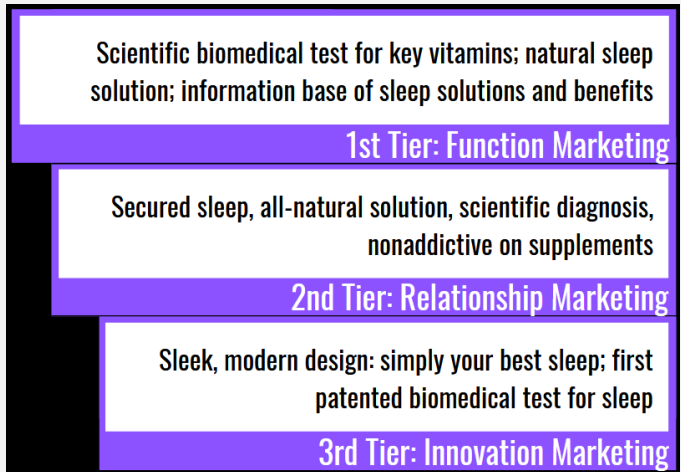 Scientific biomedical test for key vitamins; natural sleep
solution; information base of sleep solutions and benefits
1st Tier: Function Marketing
Secured sleep, all-natural solution, scientific diagnosis,
nonaddictive on supplements
2nd Tier: Relationship Marketing
Sleek, modern design: simply your best sleep; first
patented biomedical test for sleep
3rd Tier: Innovation Marketing